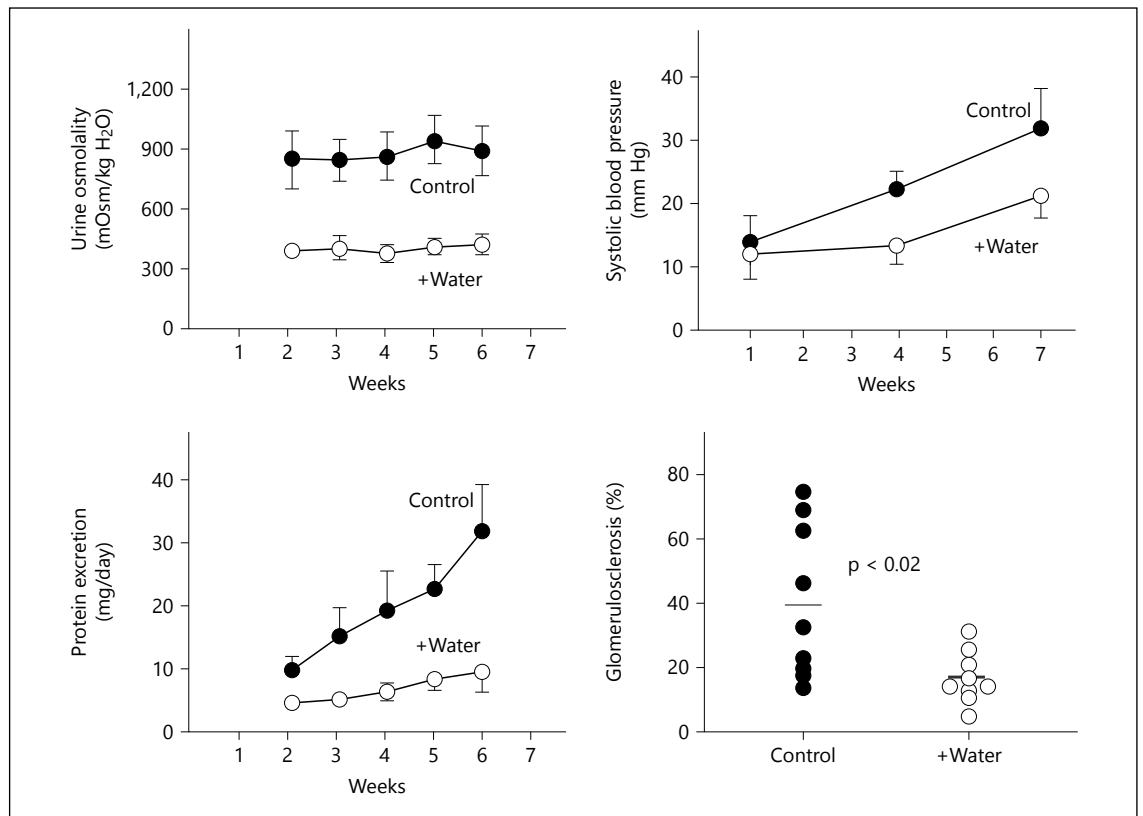 Urine osmolality
(mOsm/kg H₂O)
1,200
900
600
300
0
Control
+Water
1 2 3 4 5 6 7
Weeks
Systolic blood pressure
(mm Hg)
40
30
20
10
0
Control
+Water
1 2 3 4 5 6 7
Weeks
Protein excretion
(mg/day)
40
30
20
10
0
Control
+Water
1 2 3 4 5 6 7
Weeks
Glomerulosclerosis (%)
80
60
40
20
0
p < 0.02
Control +Water